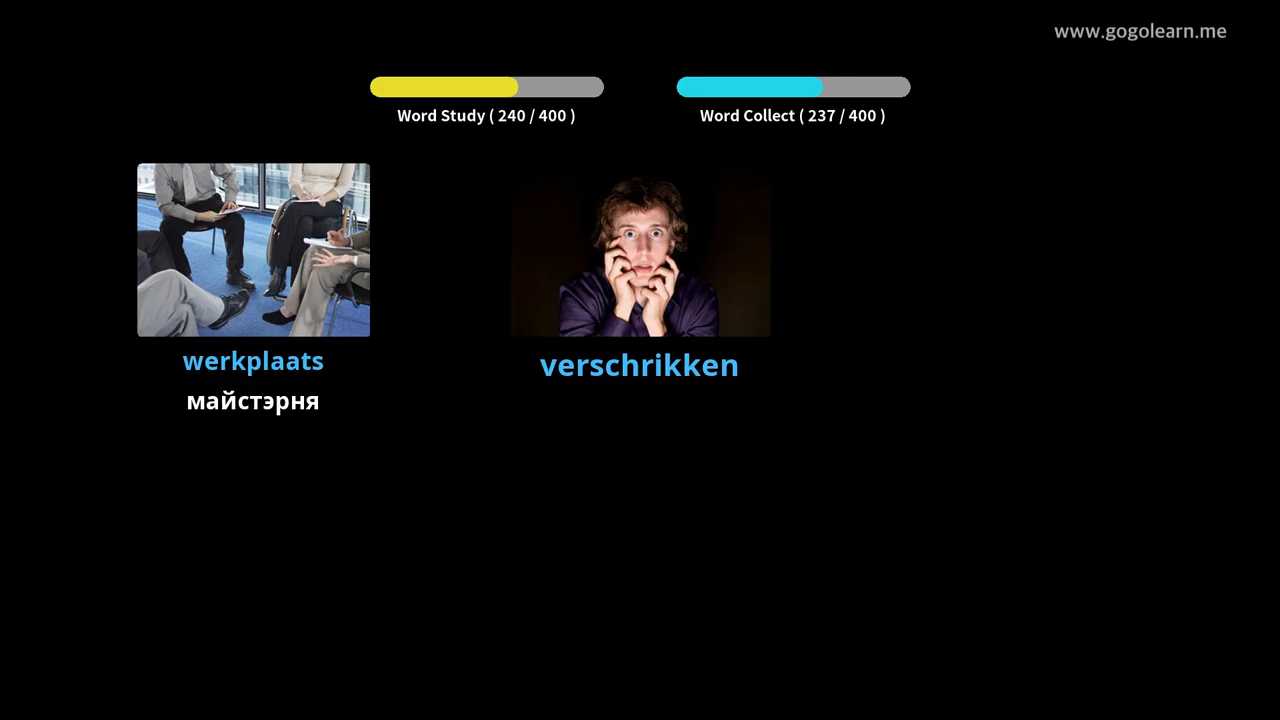 www.gogolearn.me
Word Study ( 240 / 400 )
Word Collect ( 237 / 400 )
werkplaats
майстэрня
verschrikken